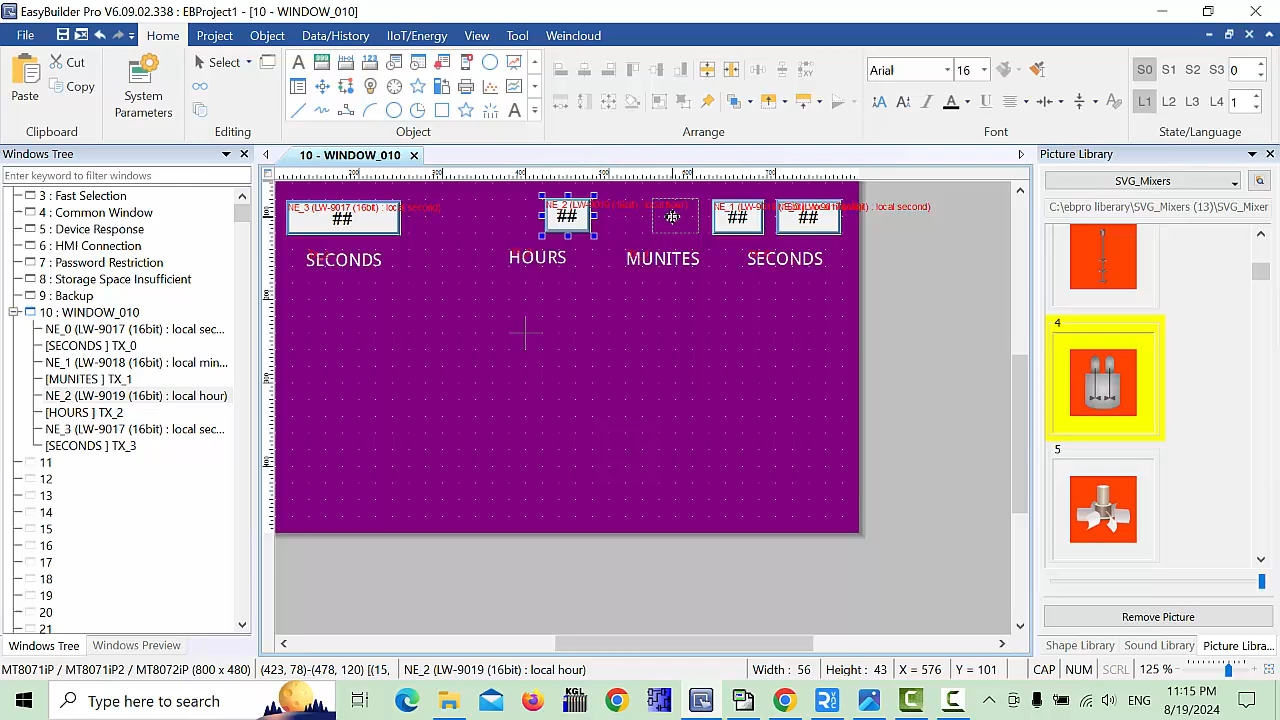 EasyBuilder Pro V6.09.02.338 : EBProject1 - [10 - WINDOW_010]
File Home Project Object Data/History IIoT/Energy View Tool Weincloud
Paste Cut Copy System Parameters Select Arial 16 S0 S1 S2 S3 0
L1 L2 L3 L4 1
Clipboard Editing Object Arrange Font State/Language
Windows Tree
10 - WINDOW_010
Picture Library
Enter keyword to filter windows
3 : Fast Selection
4 : Common Window
5 : Device Response
6 : HMI Connection
7 : Password Restriction
8 : Storage Space Insufficient
9 : Backup
10 : WINDOW_010
NE_0 (LW-9017 (16bit) : local sec...
[SECONDS ] TX_0
NE_1 (LW-9018 (16bit) : local min...
[MUNITES ] TX_1
NE_2 (LW-9019 (16bit) : local hour)
[HOURS ] TX_2
NE_3 (LW-9017 (16bit) : local sec...
[SECONDS ] TX_3
11
12
13
14
15
16
17
18
19
20
21
Windows Tree Windows Preview
NE_3 (LW-9017 (16bit) : local second)
## ## ## ##
SECONDS HOURS MUNITES SECONDS
SVG_Mixers
C:\ebpro library\SVG_Mixers (13)\SVG_Mixer
4
5
Remove Picture
Shape Library Sound Library Picture Libra...
MT8071iP / MT8071iP2 / MT8072iP (800 x 480) (423, 78)-(478, 120) [(15, NE_2 (LW-9019 (16bit) : local hour) Width : 56 Height : 43 X = 576 Y = 101 CAP NUM SCRL 125 %
Type here to search
KGL
ENG
11:15 PM
8/19/2024